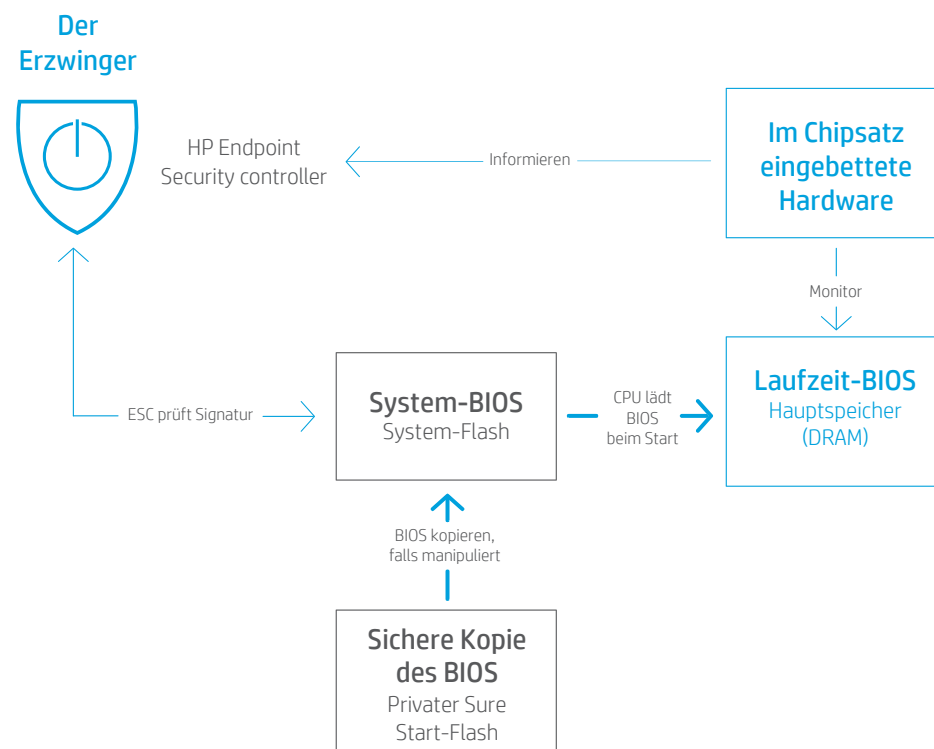 Der
Erzwinger
HP Endpoint
Security controller
Informieren
Im Chipsatz
eingebettete
Hardware
Monitor
ESC prüft Signatur
System-BIOS
System-Flash
CPU lädt
BIOS
beim Start
Laufzeit-BIOS
Hauptspeicher
(DRAM)
BIOS kopieren,
falls manipuliert
Sichere Kopie
des BIOS
Privater Sure
Start-Flash